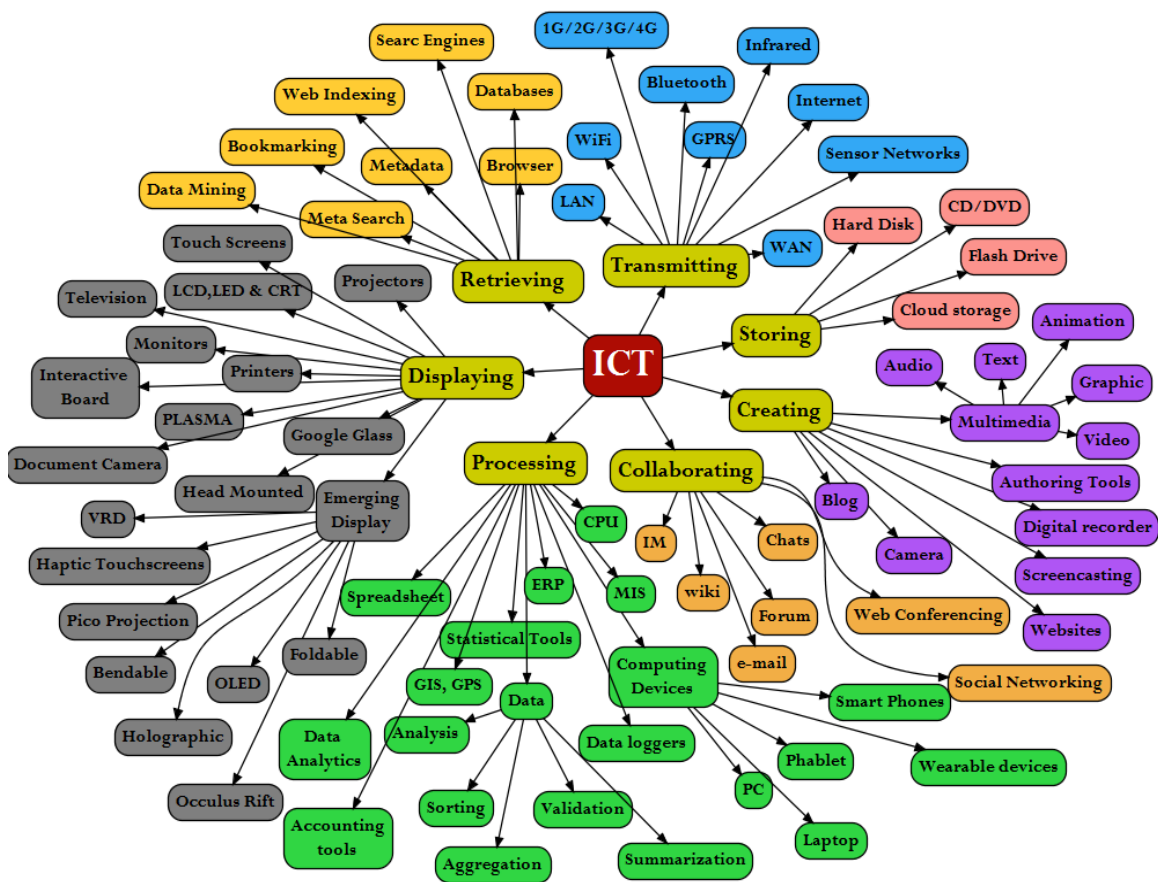 1G/2G/3G/4G
Infrared
Searc Engines
Bluetooth
Databases
Web Indexing
Internet
WiFi
GPRS
Bookmarking
Metadata
Browser
Sensor Networks
Data Mining
LAN
CD/DVD
Meta Search
Hard Disk
Touch Screens
WAN
Flash Drive
Transmitting
Retrieving
Projectors
LCD,LED & CRT
Television
Cloud storage
Storing
Animation
Monitors
ICT
Text
Audio
Printers
Displaying
Graphic
Interactive
Board
Creating
PLASMA
Multimedia
Google Glass
Video
Document Camera
Processing
Collaborating
Head Mounted
Authoring Tools
Emerging
Display
Blog
VRD
CPU
Digital recorder
IM
Chats
Camera
Haptic Touchscreens
Screencasting
ERP
MIS
wiki
Spreadsheet
Forum
Web Conferencing
Pico Projection
Websites
Statistical Tools
Foldable
e-mail
Bendable
Computing
Devices
OLED
GIS, GPS
Social Networking
Data
Smart Phones
Analysis
Holographic
Data
Analytics
Data loggers
Phablet
Wearable devices
PC
Occulus Rift
Sorting
Validation
Accounting
tools
Laptop
Aggregation
Summarization